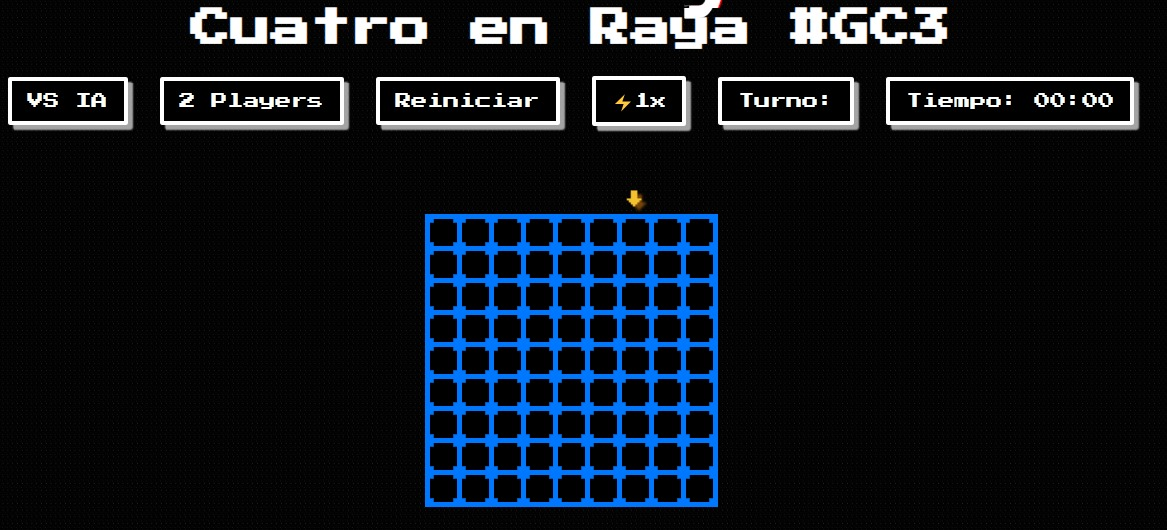 Cuatro en Raya #GC3
VS IA
2 Players
Reiniciar
⚡1x
Turno:
Tiempo: 00:00